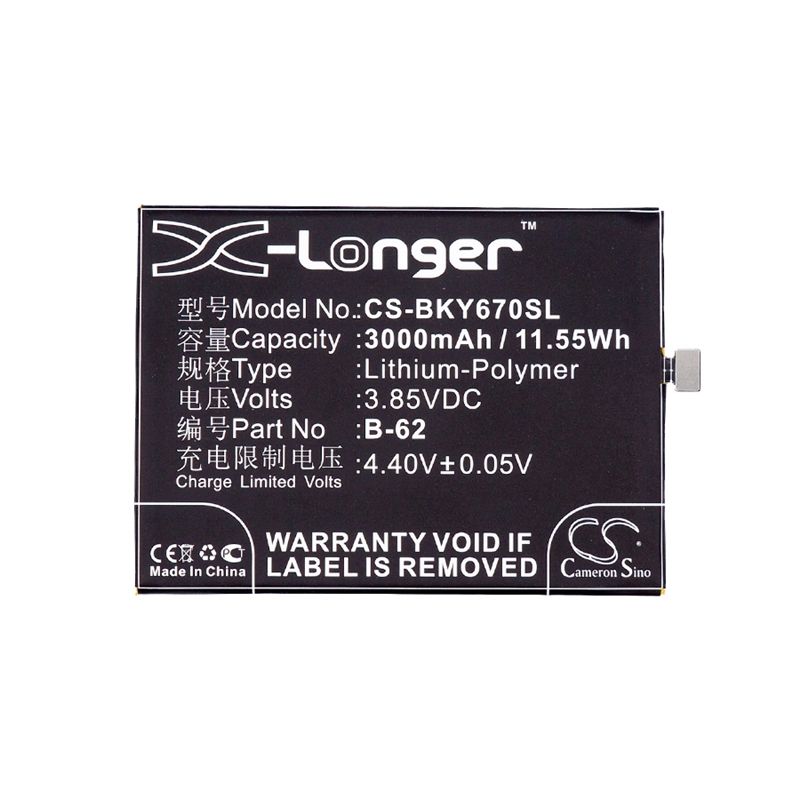 X-Longer™
型号Model No.: CS-BKY670SL
容量Capacity : 3000mAh / 11.55Wh
规格Type : Lithium-Polymer
电压Volts : 3.85VDC
编号Part No : B-62
充电限制电压 : 4.40V±0.05V
Charge Limited Volts
CE
Made In China
WARRANTY VOID IF
LABEL IS REMOVED
CS
Cameron Sino